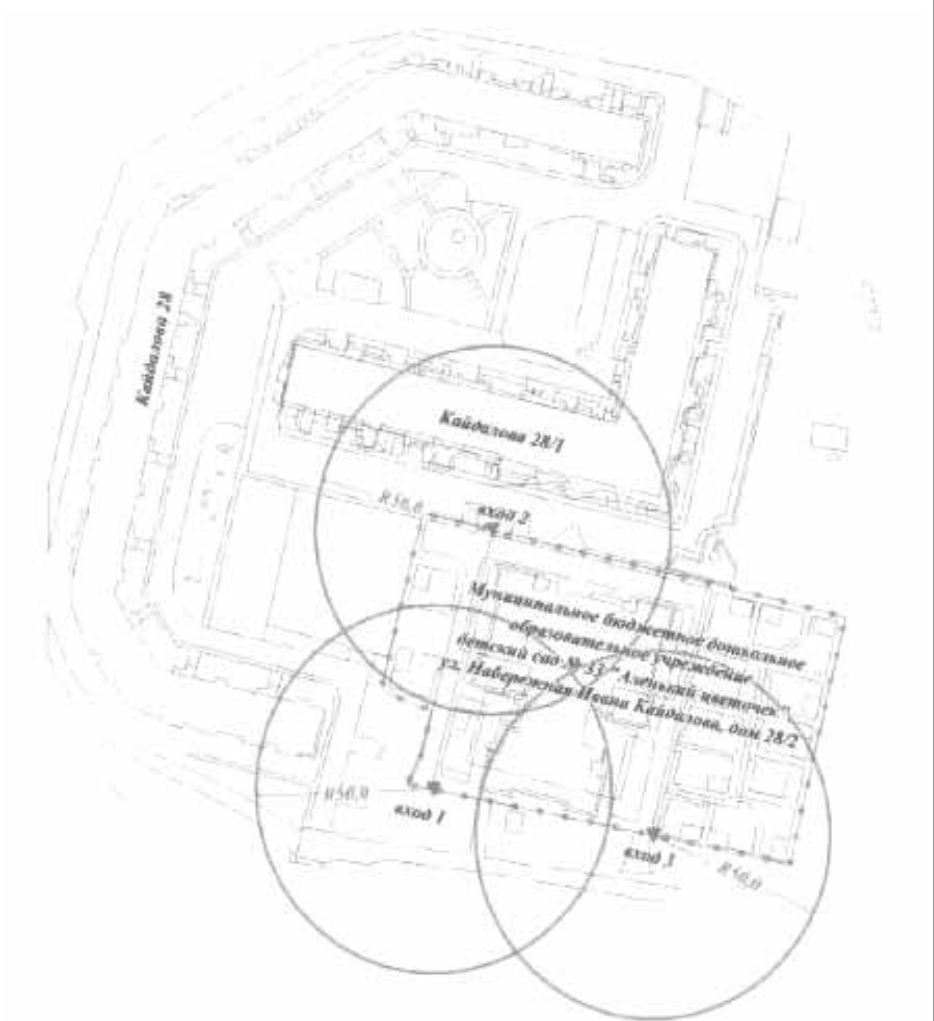 Кайдалова 28
Кайдалова 28/1
R50,0
вход 2
Муниципальное бюджетное дошкольное
образовательное учреждение
детский сад № 33 "Аленький цветочек"
ул. Набережная Ивана Кайдалова, дом 28/2
R50,0
вход 1
вход 3
R50,0